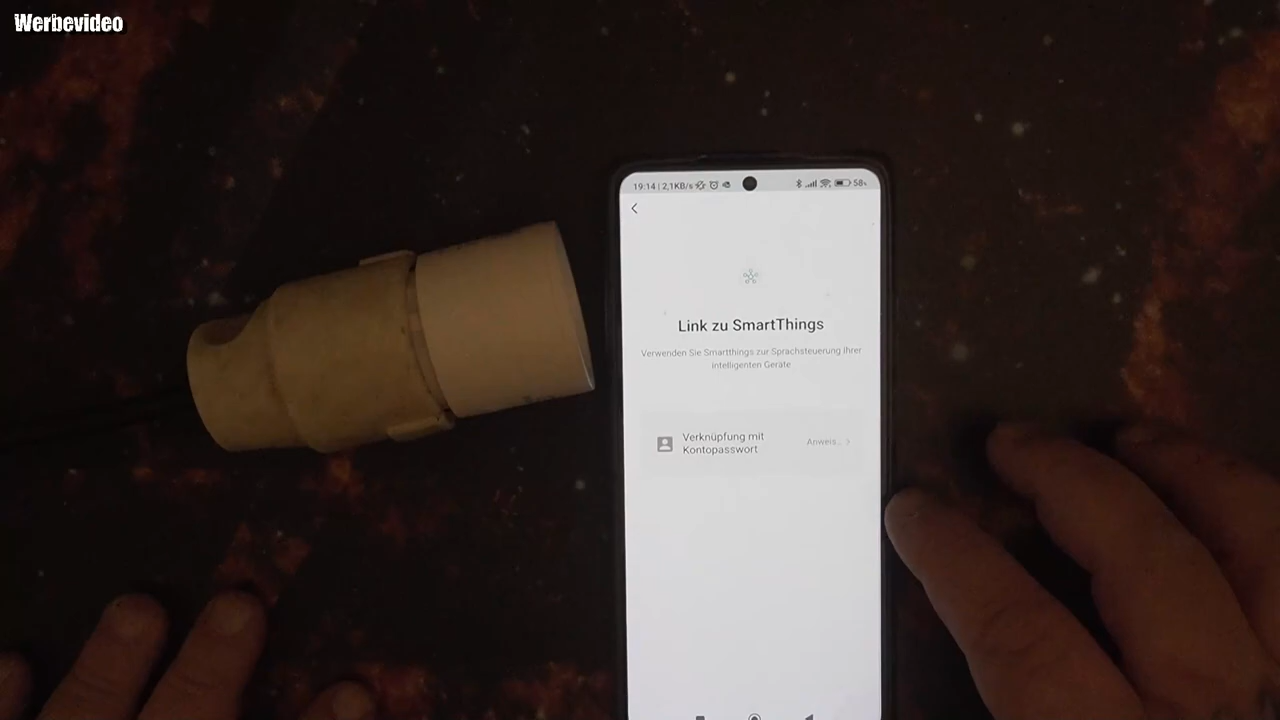 Werbevideo
19:14 | 2,1KB/s
58
Link zu SmartThings
Verwenden Sie Smartthings zur Sprachsteuerung Ihrer
intelligenten Geräte
Verknüpfung mit
Kontopasswort
Anweis...